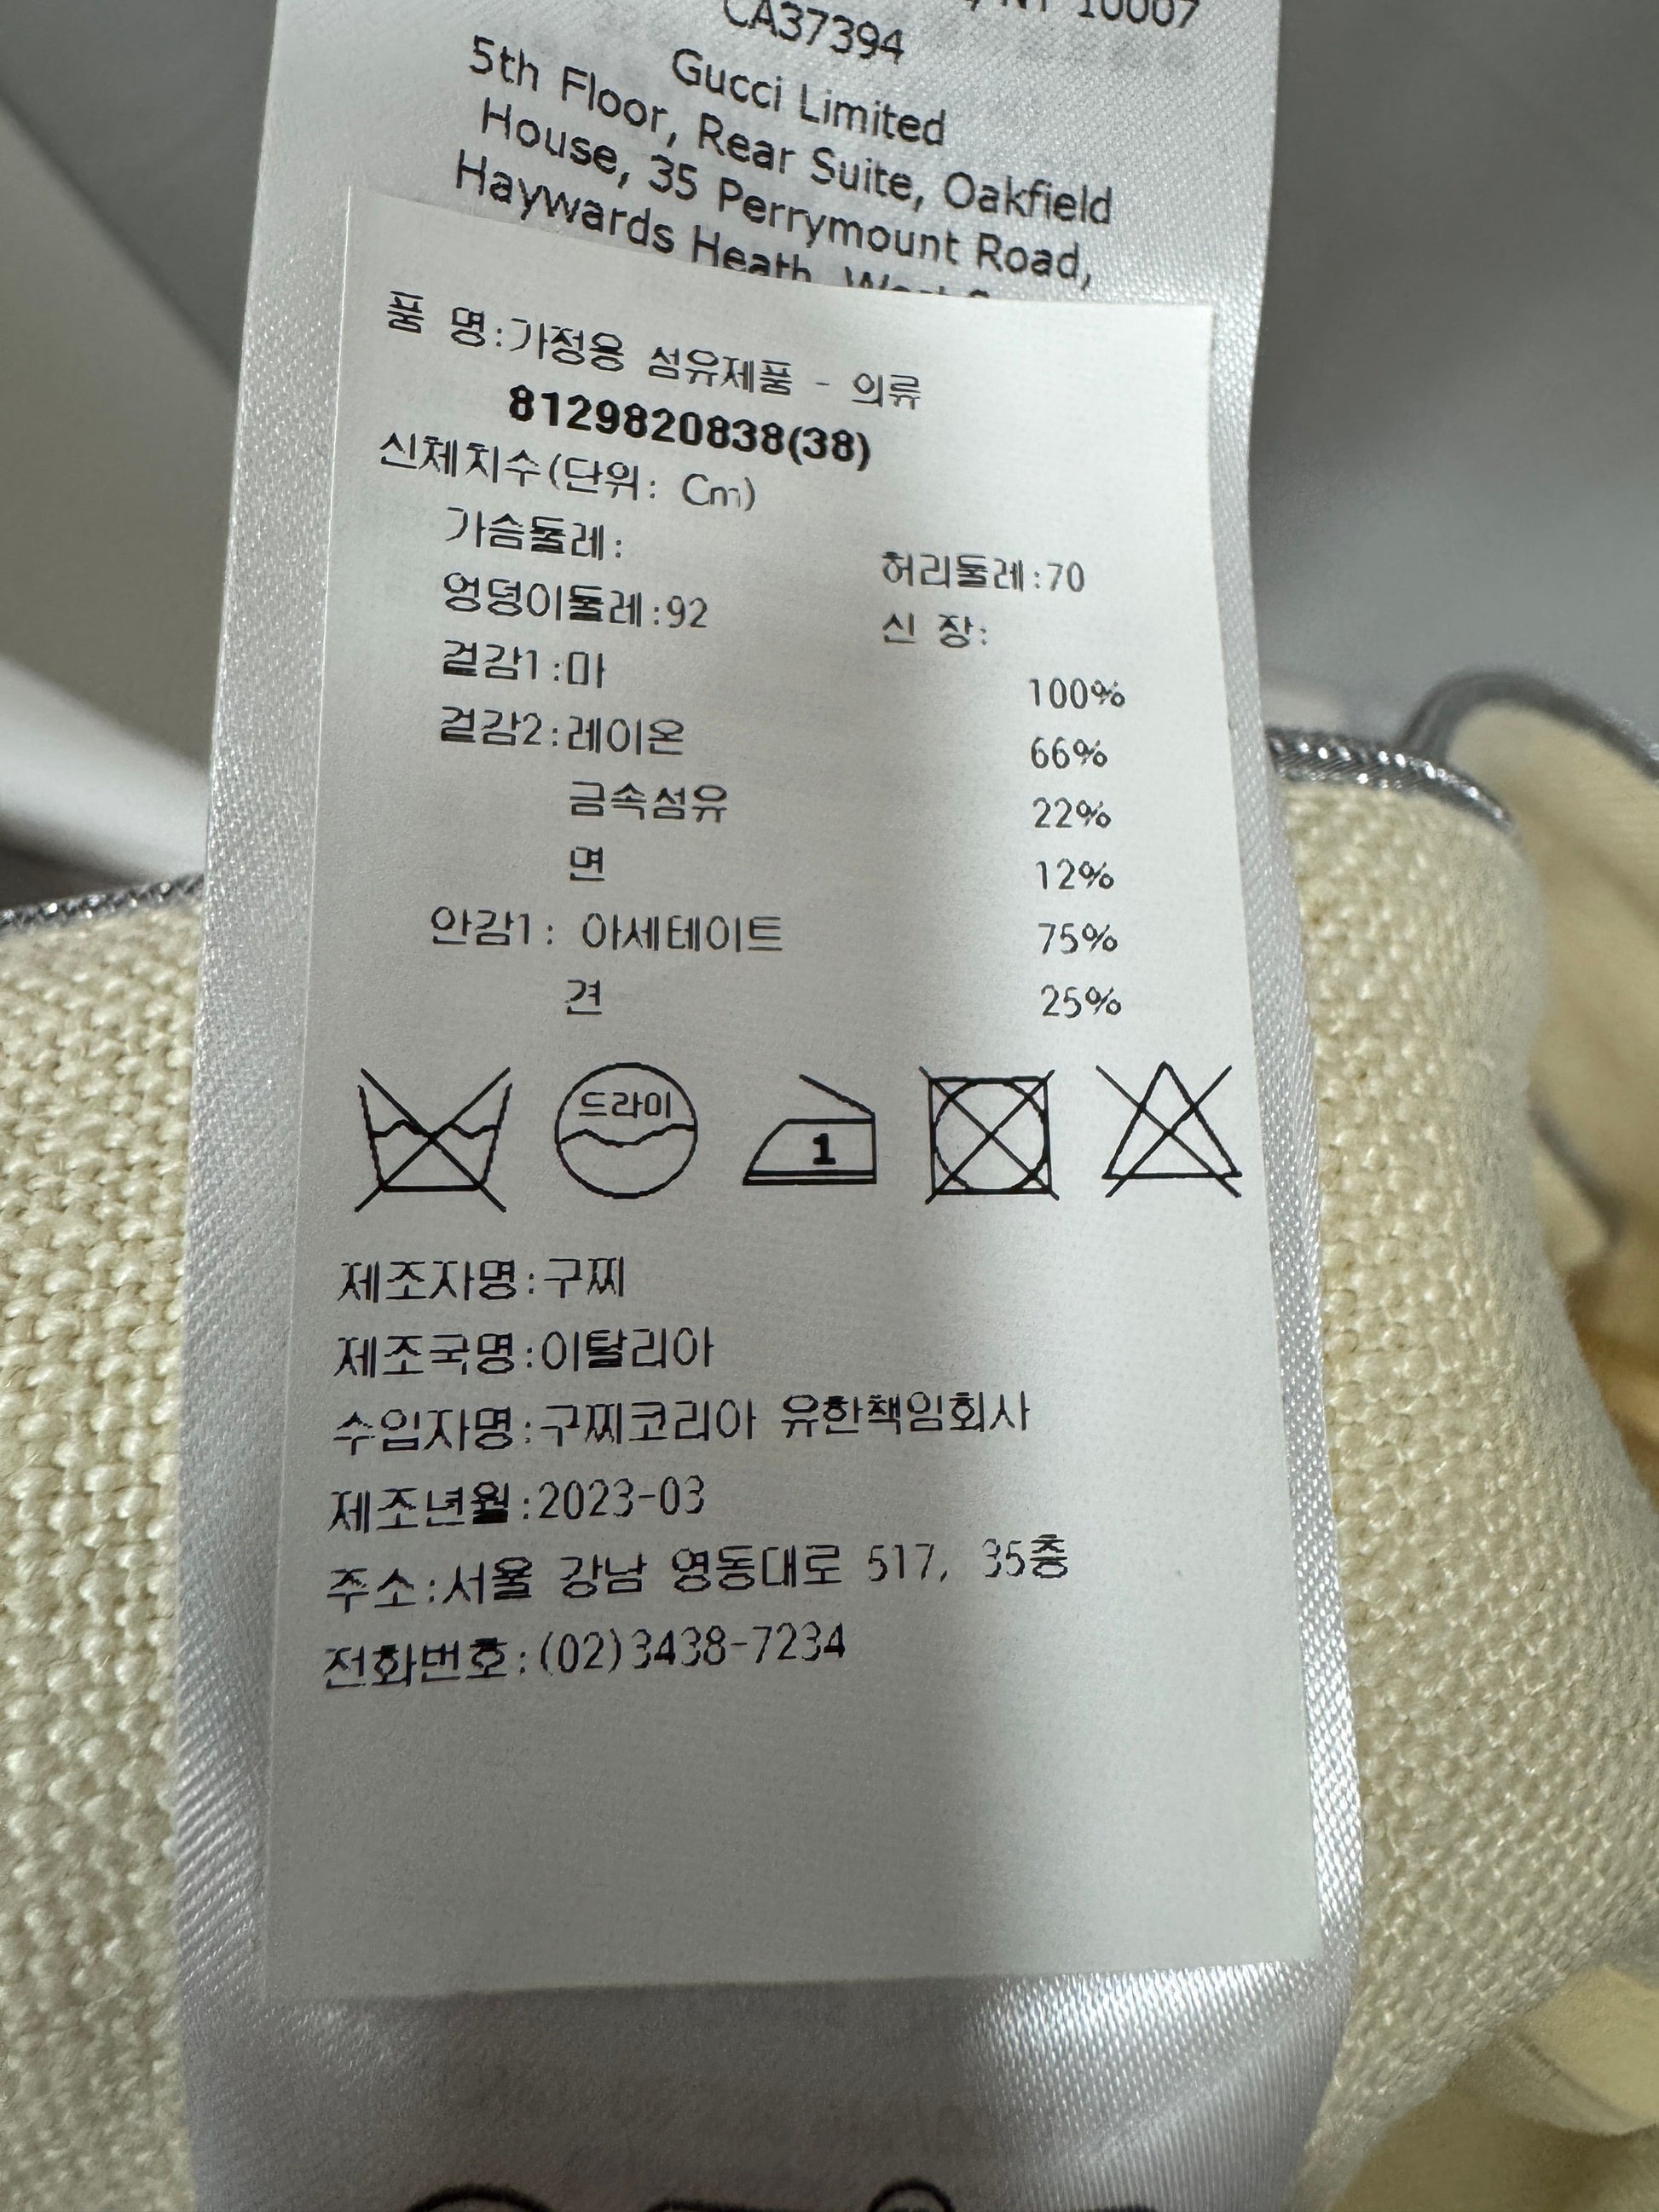 NY 10007
CA37394
Gucci Limited
5th Floor, Rear Suite, Oakfield
House, 35 Perrymount Road,
Haywards Heath, West
품 명:가정용 섬유제품 - 의류
8129820838(38)
신체치수(단위: Cm)
가슴둘레: 허리둘레:70
엉덩이둘레:92 신 장:
겉감1:마 100%
겉감2:레이온 66%
금속섬유 22%
면 12%
안감1: 아세테이트 75%
견 25%
드라이 1
제조자명:구찌
제조국명:이탈리아
수입자명:구찌코리아 유한책임회사
제조년월:2023-03
주소:서울 강남 영동대로 517, 35층
전화번호:(02)3438-7234